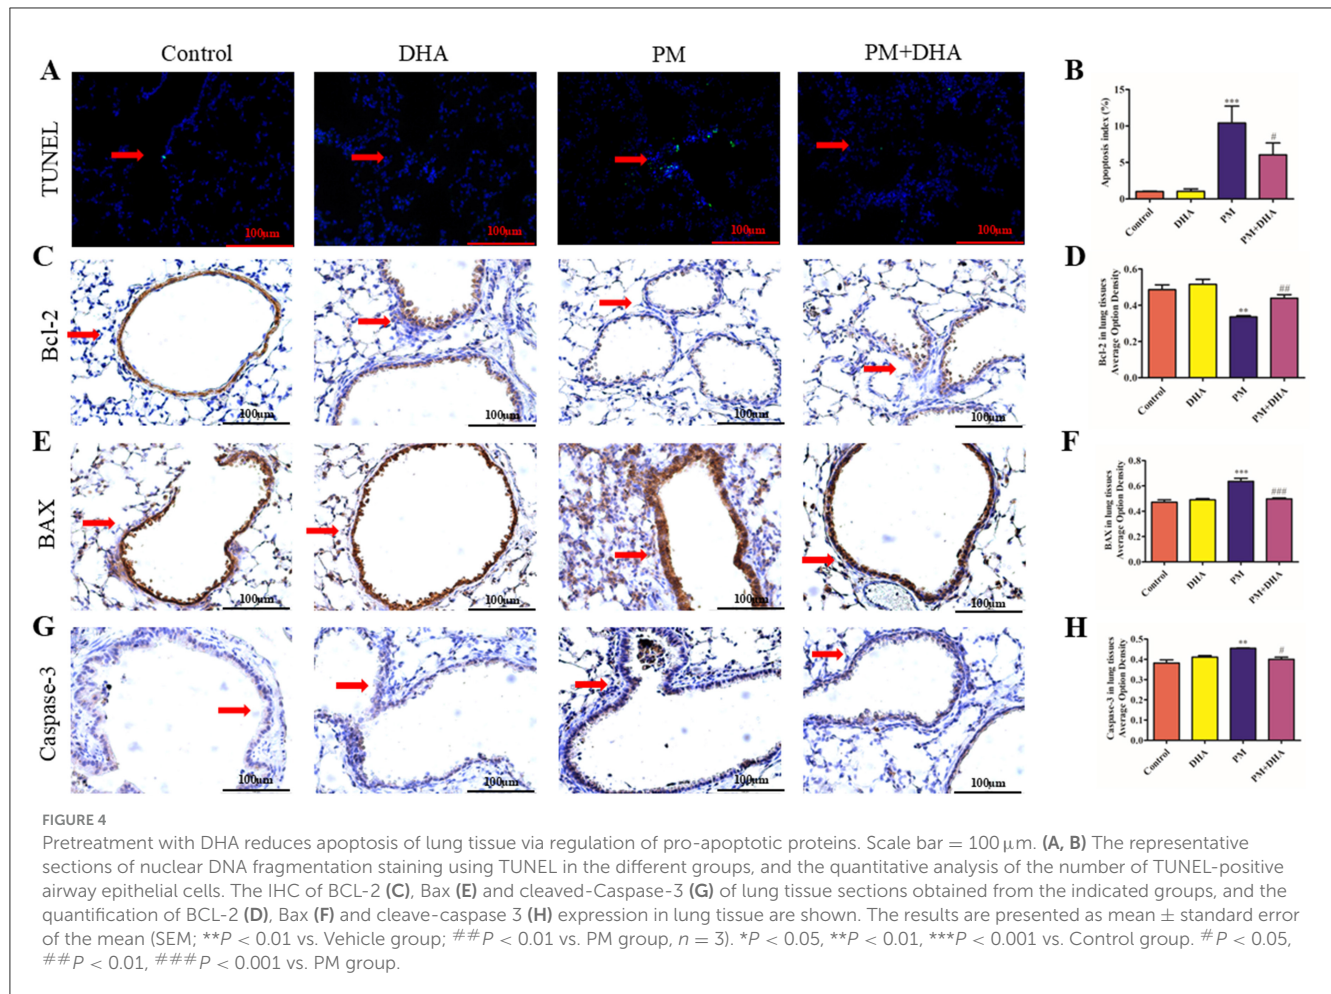 Control DHA PM PM+DHA
A
TUNEL
100μm 100μm 100μm 100μm
B
Apoptosis index (%)
15
10
5
0
***
#
Control DHA PM PM+DHA
C
Bcl-2
100μm 100μm 100μm 100μm
D
Bcl-2 in lung tissues
Average Option Density
0.6
0.4
0.2
0.0
**
##
Control DHA PM PM+DHA
E
BAX
100μm 100μm 100μm 100μm
F
BAX in lung tissues
Average Option Density
0.8
0.6
0.4
0.2
0.0
***
###
Control DHA PM PM+DHA
G
Caspase-3
100μm 100μm 100μm 100μm
H
Caspase-3 in lung tissues
Average Option Density
0.5
0.4
0.3
0.2
0.1
0.0
**
#
Control DHA PM PM+DHA
FIGURE 4
Pretreatment with DHA reduces apoptosis of lung tissue via regulation of pro-apoptotic proteins. Scale bar = 100 μm. (A, B) The representative
sections of nuclear DNA fragmentation staining using TUNEL in the different groups, and the quantitative analysis of the number of TUNEL-positive
airway epithelial cells. The IHC of BCL-2 (C), Bax (E) and cleaved-Caspase-3 (G) of lung tissue sections obtained from the indicated groups, and the
quantification of BCL-2 (D), Bax (F) and cleave-caspase 3 (H) expression in lung tissue are shown. The results are presented as mean ± standard error
of the mean (SEM; **P < 0.01 vs. Vehicle group; ##P < 0.01 vs. PM group, n = 3). *P < 0.05, **P < 0.01, ***P < 0.001 vs. Control group. #P < 0.05,
##P < 0.01, ###P < 0.001 vs. PM group.